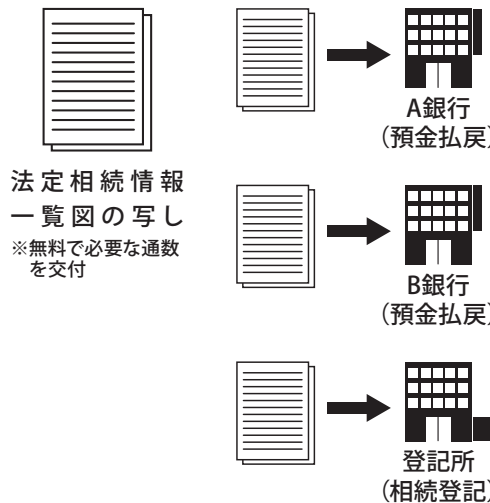 法定相続情報
一覧図の写し
※無料で必要な通数
を交付
A銀行
(預金払戻)
B銀行
(預金払戻)
登記所
(相続登記)